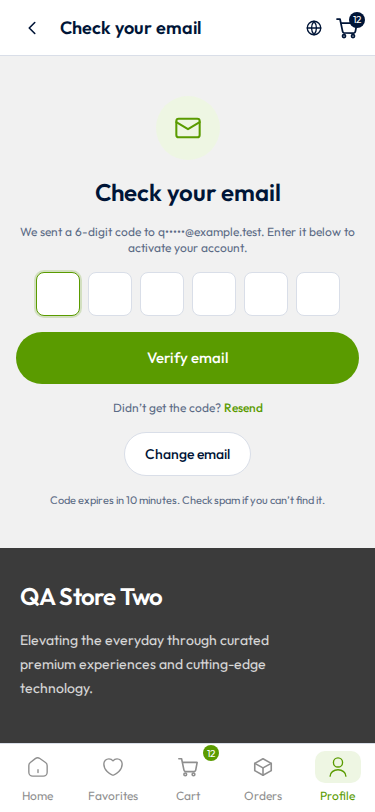 Check your email
12
Check your email
We sent a 6-digit code to q•••••@example.test. Enter it below to
activate your account.
Verify email
Didn't get the code? Resend
Change email
Code expires in 10 minutes. Check spam if you can't find it.
QA Store Two
Elevating the everyday through curated
premium experiences and cutting-edge
technology.
12
Home Favorites Cart Orders Profile